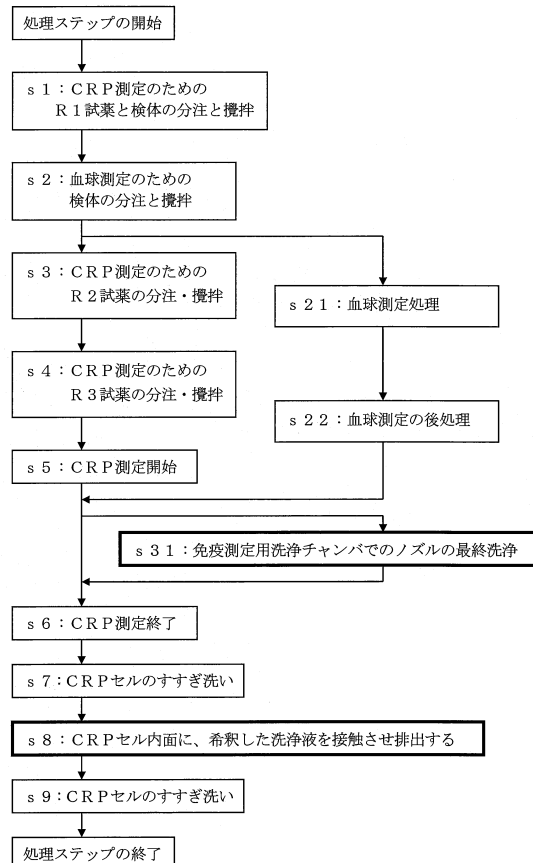 処理ステップの開始
ｓ１：ＣＲＰ測定のための
Ｒ１試薬と検体の分注と攪拌
ｓ２：血球測定のための
検体の分注と攪拌
ｓ３：ＣＲＰ測定のための
Ｒ２試薬の分注・攪拌
ｓ２１：血球測定処理
ｓ４：ＣＲＰ測定のための
Ｒ３試薬の分注・攪拌
ｓ２２：血球測定の後処理
ｓ５：ＣＲＰ測定開始
ｓ３１：免疫測定用洗浄チャンバでのノズルの最終洗浄
ｓ６：ＣＲＰ測定終了
ｓ７：ＣＲＰセルのすすぎ洗い
ｓ８：ＣＲＰセル内面に、希釈した洗浄液を接触させ排出する
ｓ９：ＣＲＰセルのすすぎ洗い
処理ステップの終了